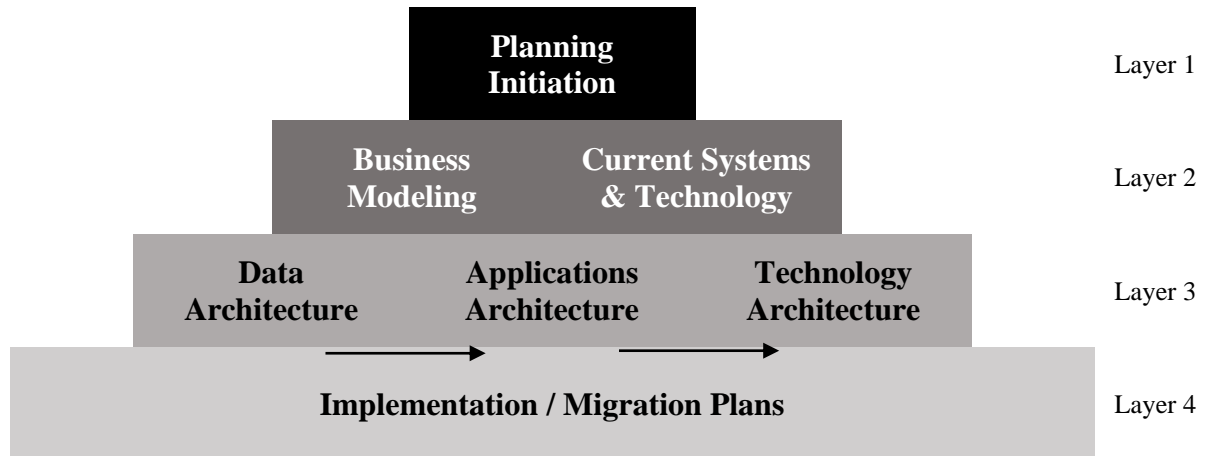 Planning
Initiation
Layer 1
Business
Modeling
Current Systems
& Technology
Layer 2
Data
Architecture
Applications
Architecture
Technology
Architecture
Layer 3
Implementation / Migration Plans
Layer 4